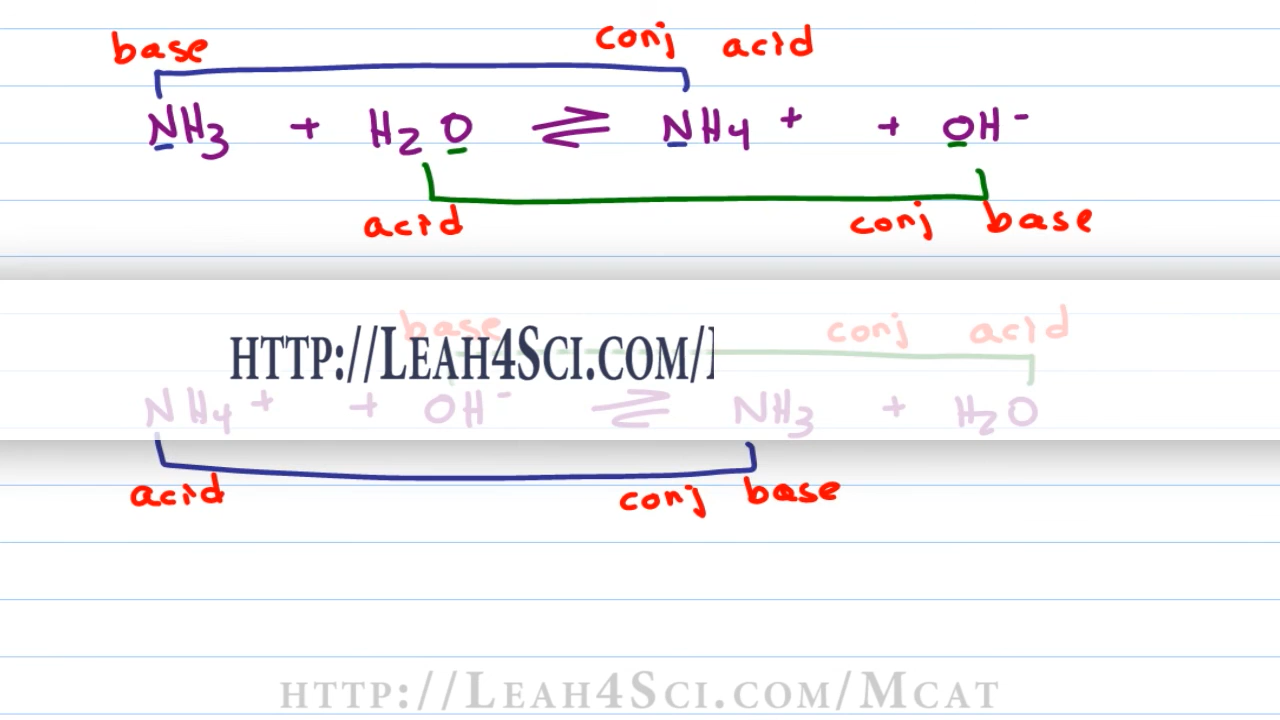 base conj acid
NH3 + H2O ⇌ NH4+ + OH-
acid conj base
base conj acid
HTTP://LEAH4SCI.COM/
NH4+ + OH- ⇌ NH3 + H2O
acid conj base
HTTP://LEAH4SCI.COM/MCAT